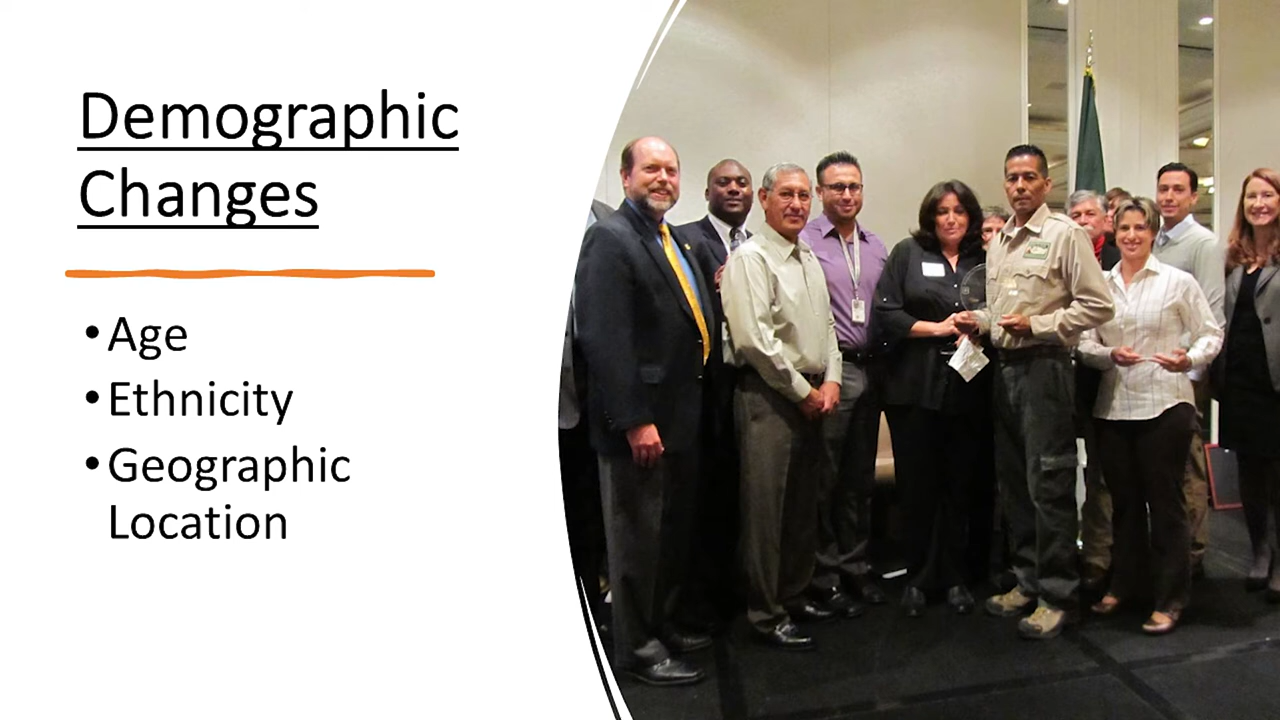 Demographic
Changes
•Age
•Ethnicity
•Geographic
Location